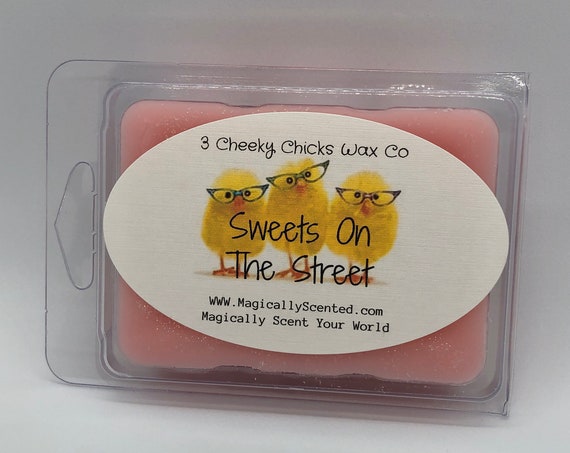 3 Cheeky Chicks Wax Co
Sweets On
The Street
www.MagicallyScented.com
Magically Scent Your World